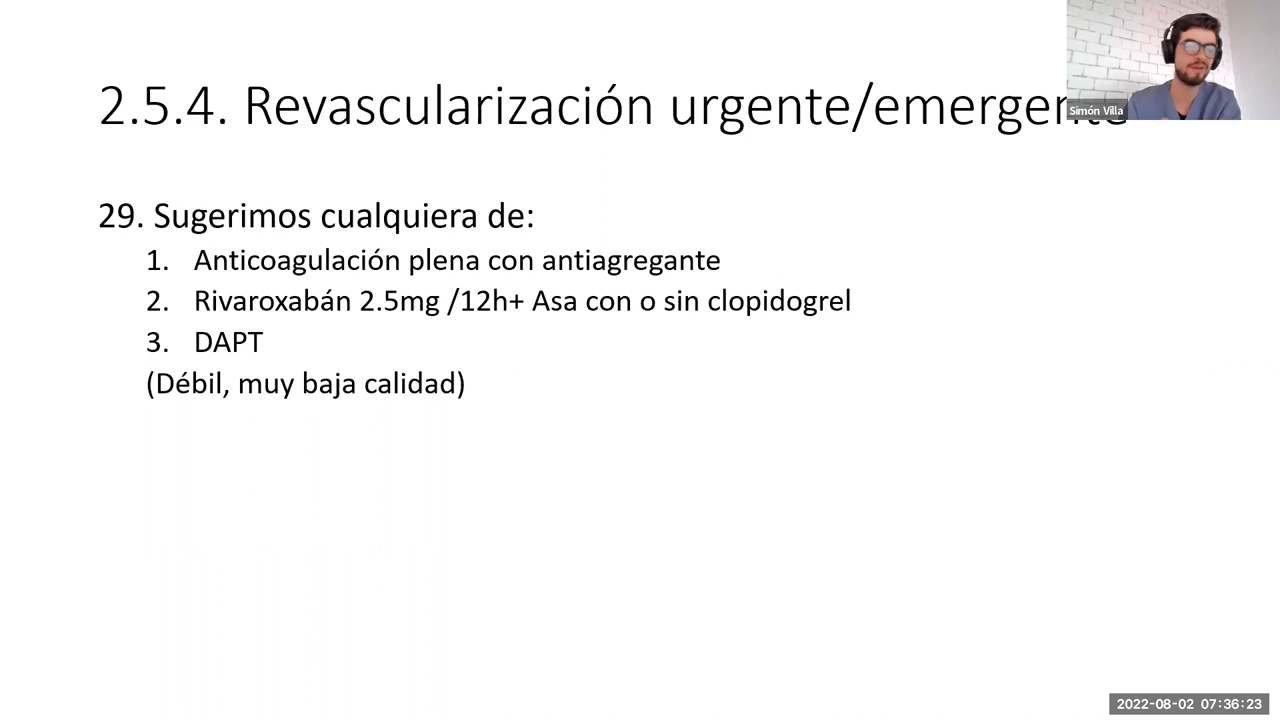 2.5.4. Revascularización urgente/emergente
Simón Villa
29. Sugerimos cualquiera de:
1. Anticoagulación plena con antiagregante
2. Rivaroxabán 2.5mg /12h+ Asa con o sin clopidogrel
3. DAPT
(Débil, muy baja calidad)
2022-08-02 07:36:23